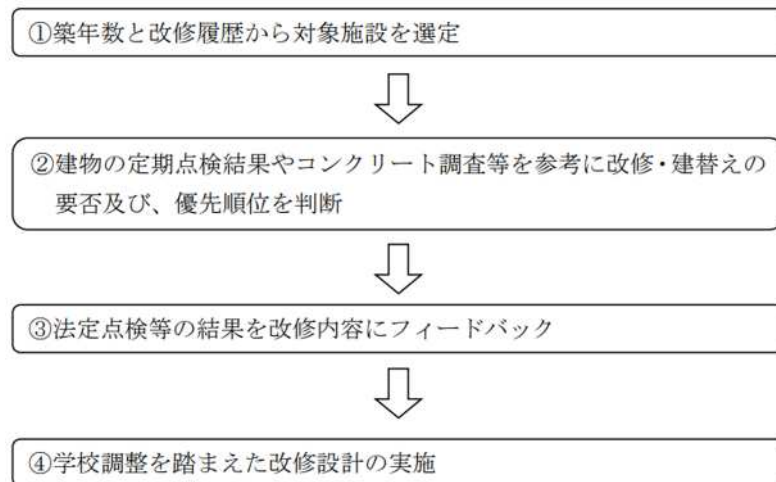 ①築年数と改修履歴から対象施設を選定
②建物の定期点検結果やコンクリート調査等を参考に改修・建替えの
要否及び、優先順位を判断
③法定点検等の結果を改修内容にフィードバック
④学校調整を踏まえた改修設計の実施